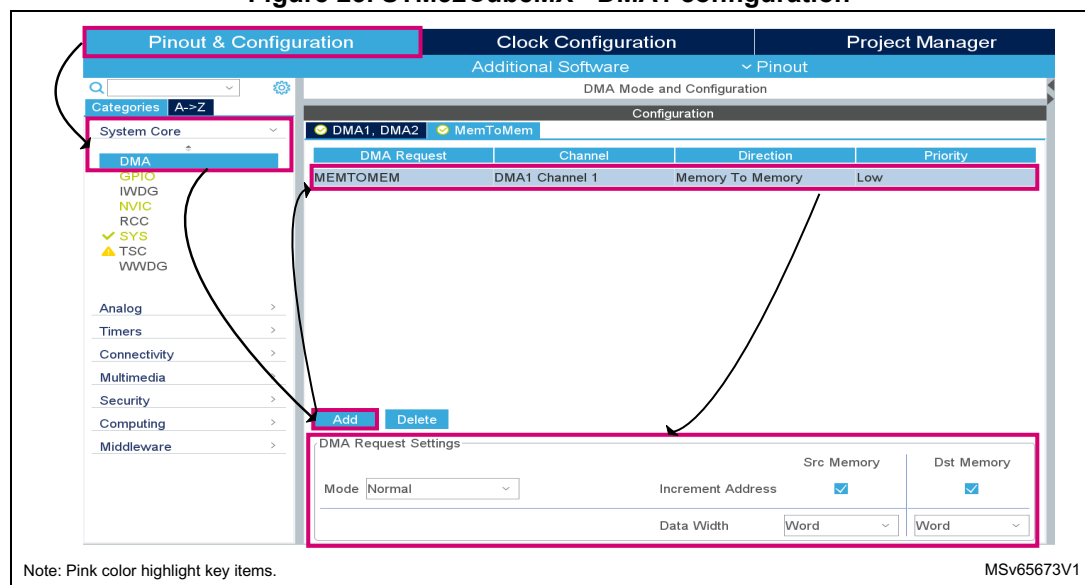 Pinout & Configuration Clock Configuration Project Manager
Additional Software Pinout
DMA Mode and Configuration
Categories A->Z
Configuration
System Core
DMA1, DMA2 MemToMem
DMA Request Channel Direction Priority
DMA
MEMTOMEM DMA1 Channel 1 Memory To Memory Low
GPIO
IWDG
NVIC
RCC
SYS
TSC
WWDG
Analog
Timers
Connectivity
Multimedia
Security
Computing
Middleware
Add Delete
DMA Request Settings
Src Memory Dst Memory
Mode Normal Increment Address
Data Width Word Word
Note: Pink color highlight key items. MSv65673V1